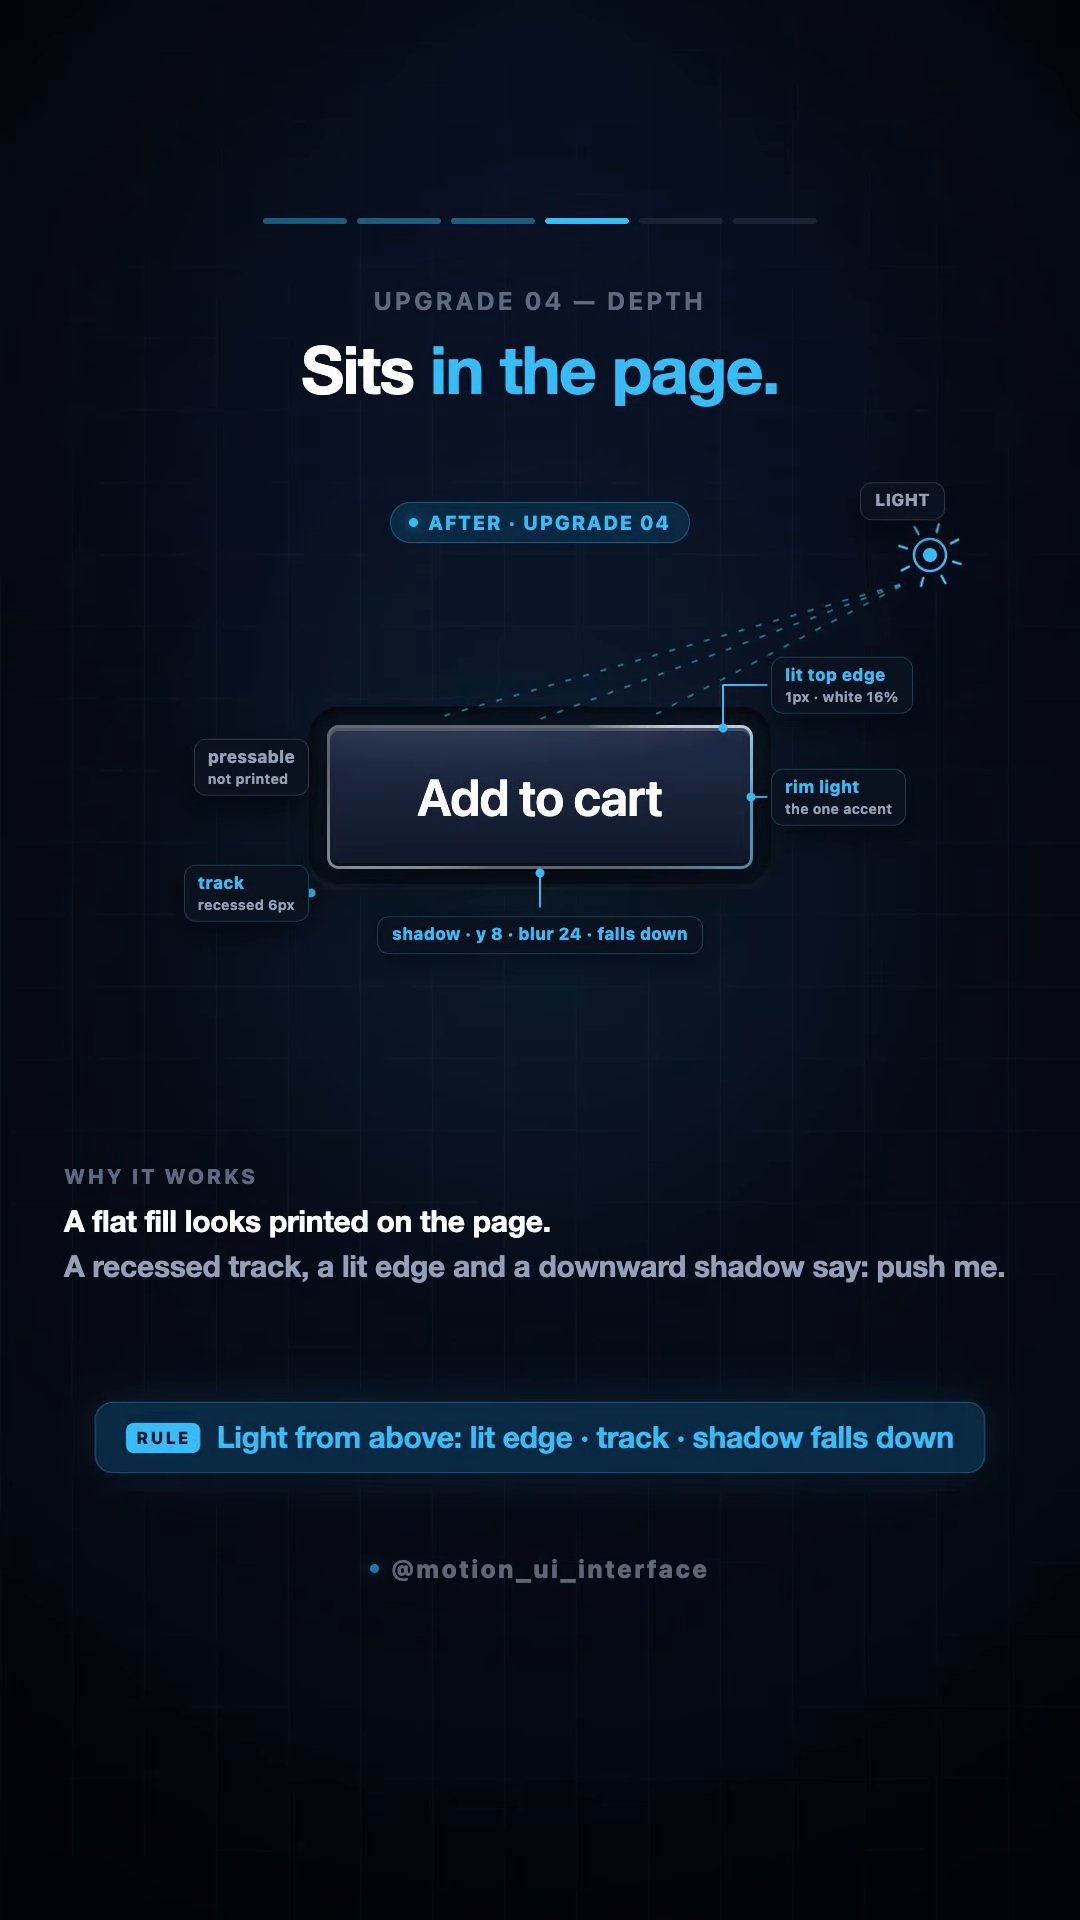 UPGRADE 04 — DEPTH
Sits in the page.
LIGHT
AFTER · UPGRADE 04
lit top edge
1px · white 16%
pressable
not printed
Add to cart
rim light
the one accent
track
recessed 6px
shadow · y 8 · blur 24 · falls down
WHY IT WORKS
A flat fill looks printed on the page.
A recessed track, a lit edge and a downward shadow say: push me.
RULE Light from above: lit edge · track · shadow falls down
@motion_ui_interface